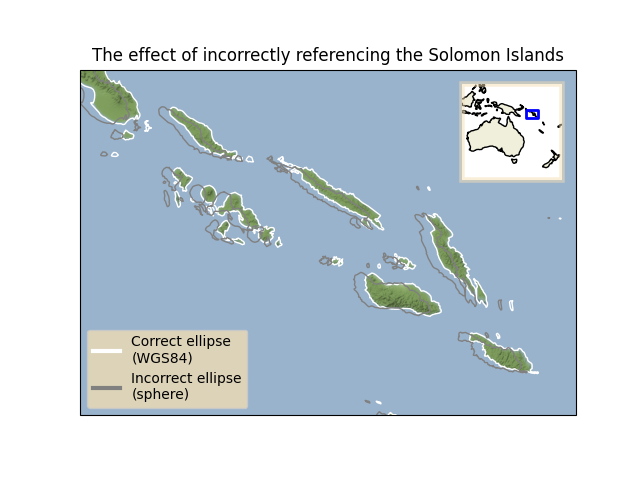 The effect of incorrectly referencing the Solomon Islands
Correct ellipse
(WGS84)
Incorrect ellipse
(sphere)